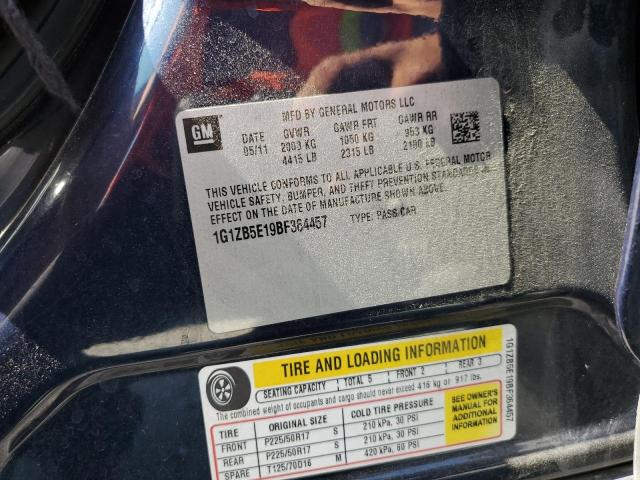 MFD BY GENERAL MOTORS LLC
GM
DATE GVWR GAWR FRT GAWR RR
05/11 2003 KG 1050 KG 953 KG
4415 LB 2315 LB 2100 LB
THIS VEHICLE CONFORMS TO ALL APPLICABLE U.S. FEDERAL MOTOR
VEHICLE SAFETY, BUMPER, AND THEFT PREVENTION STANDARDS IN
EFFECT ON THE DATE OF MANUFACTURE SHOWN ABOVE.
1G1ZB5E19BF364457 TYPE: PASS CAR
TIRE AND LOADING INFORMATION
SEATING CAPACITY TOTAL 5 FRONT 2 REAR 3
The combined weight of occupants and cargo should never exceed 416 kg or 917 lbs.
TIRE ORIGINAL SIZE COLD TIRE PRESSURE
FRONT P225/50R17 S 210 kPa, 30 PSI
REAR P225/50R17 S 210 kPa, 30 PSI
SPARE T125/70D16 M 420 kPa, 60 PSI
SEE OWNER'S
MANUAL FOR
ADDITIONAL
INFORMATION
1G1ZB5E19BF364457